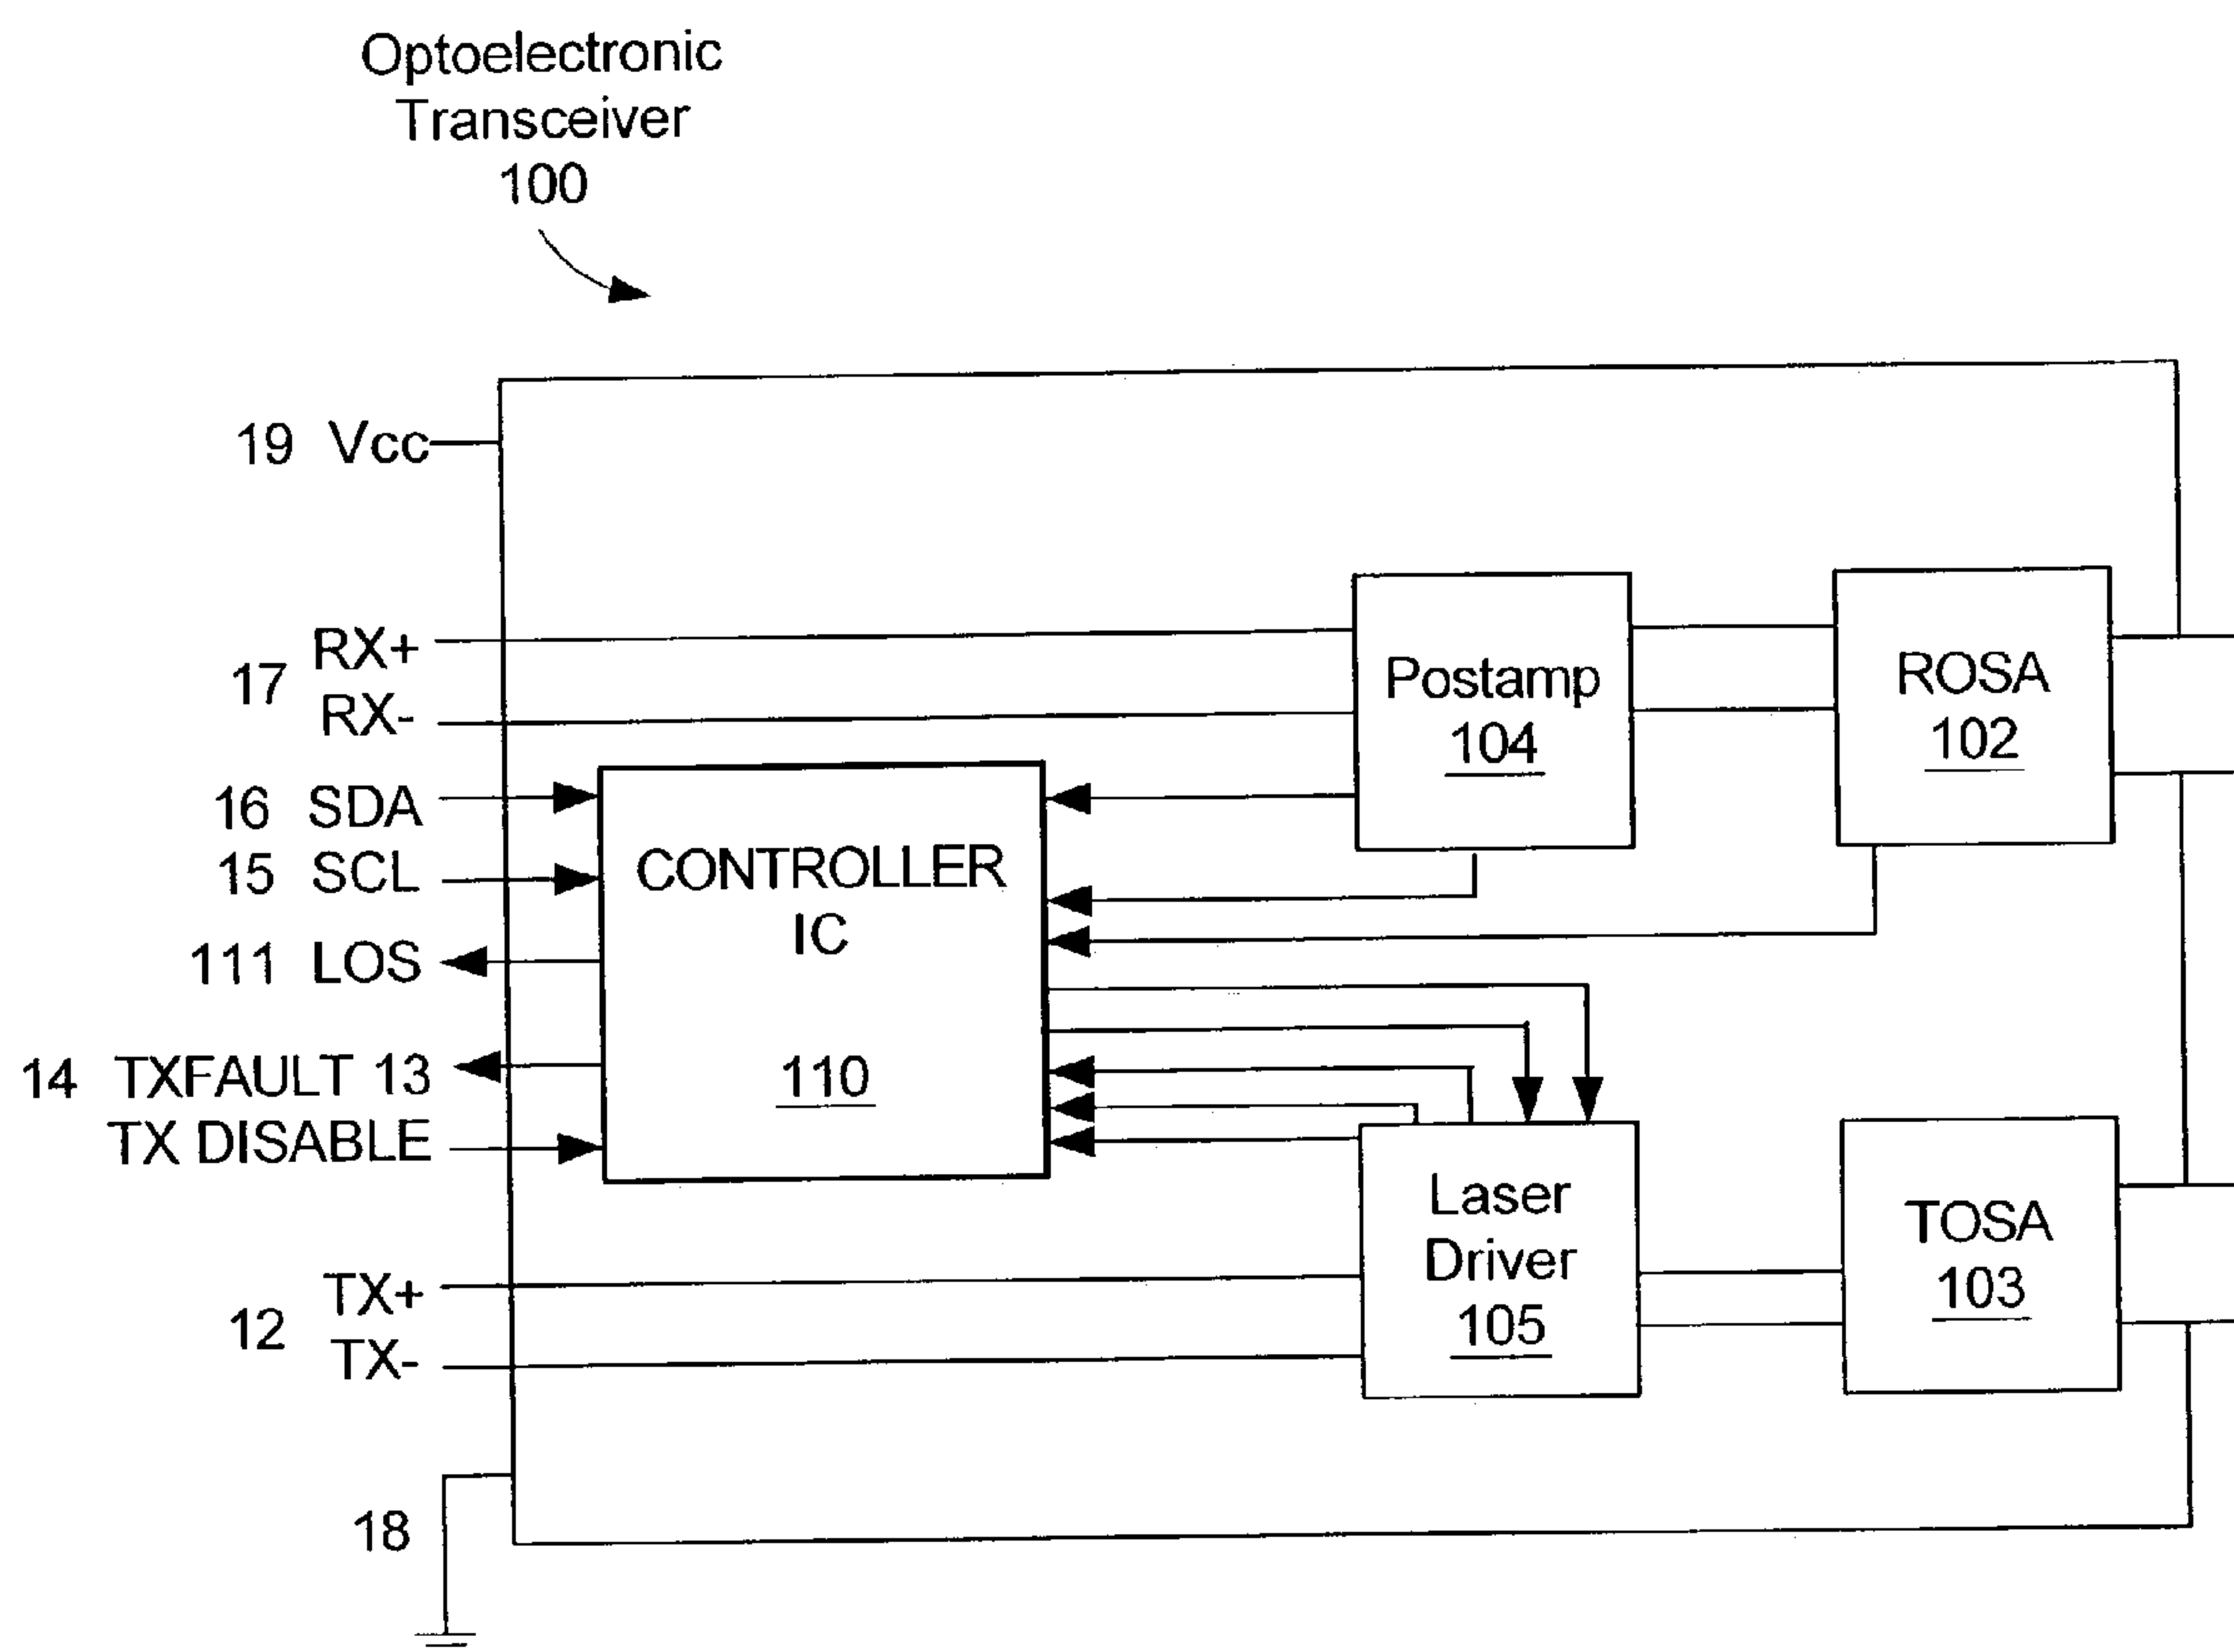 Optoelectronic
Transceiver
100
19 Vcc
17 RX+
RX-
16 SDA
15 SCL
111 LOS
14 TXFAULT 13
TX DISABLE
12 TX+
TX-
18
CONTROLLER
IC
110
Postamp
104
ROSA
102
Laser
Driver
105
TOSA
103